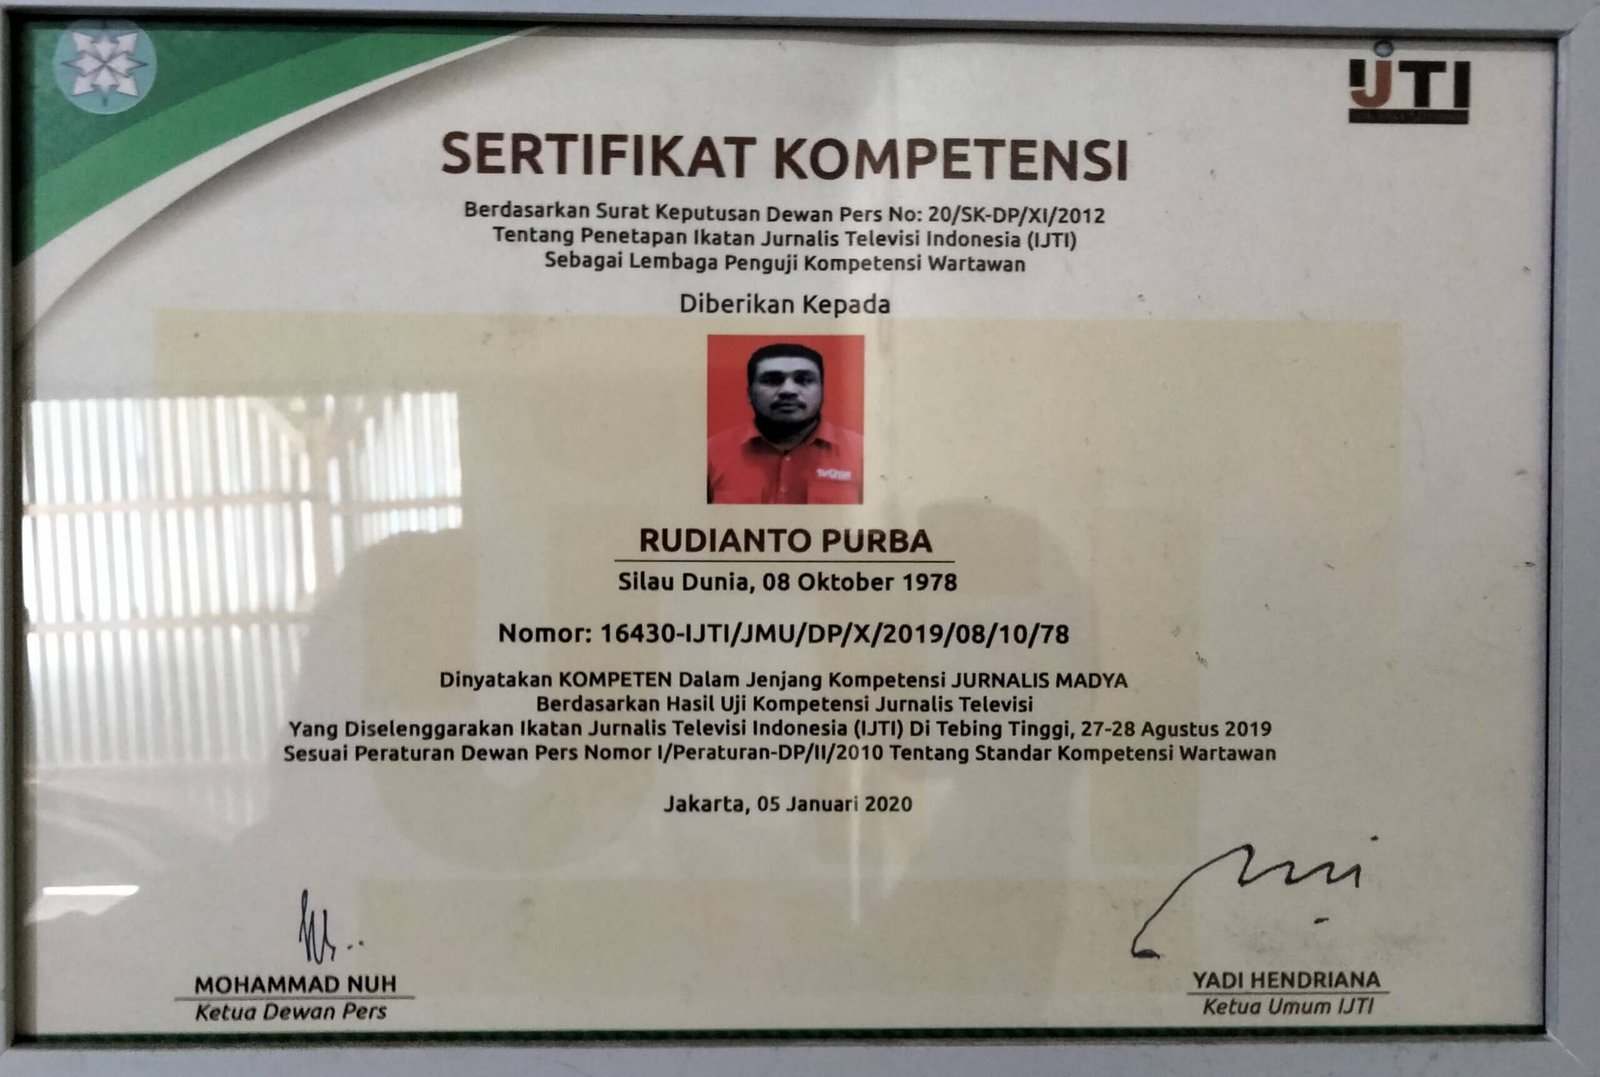 IJTI
SERTIFIKAT KOMPETENSI
Berdasarkan Surat Keputusan Dewan Pers No: 20/SK-DP/XI/2012
Tentang Penetapan Ikatan Jurnalis Televisi Indonesia (IJTI)
Sebagai Lembaga Penguji Kompetensi Wartawan
Diberikan Kepada
tvOne
RUDIANTO PURBA
Silau Dunia, 08 Oktober 1978
Nomor: 16430-IJTI/JMU/DP/X/2019/08/10/78
Dinyatakan KOMPETEN Dalam Jenjang Kompetensi JURNALIS MADYA
Berdasarkan Hasil Uji Kompetensi Jurnalis Televisi
Yang Diselenggarakan Ikatan Jurnalis Televisi Indonesia (IJTI) Di Tebing Tinggi, 27-28 Agustus 2019
Sesuai Peraturan Dewan Pers Nomor I/Peraturan-DP/II/2010 Tentang Standar Kompetensi Wartawan
Jakarta, 05 Januari 2020
MOHAMMAD NUH
Ketua Dewan Pers
YADI HENDRIANA
Ketua Umum IJTI